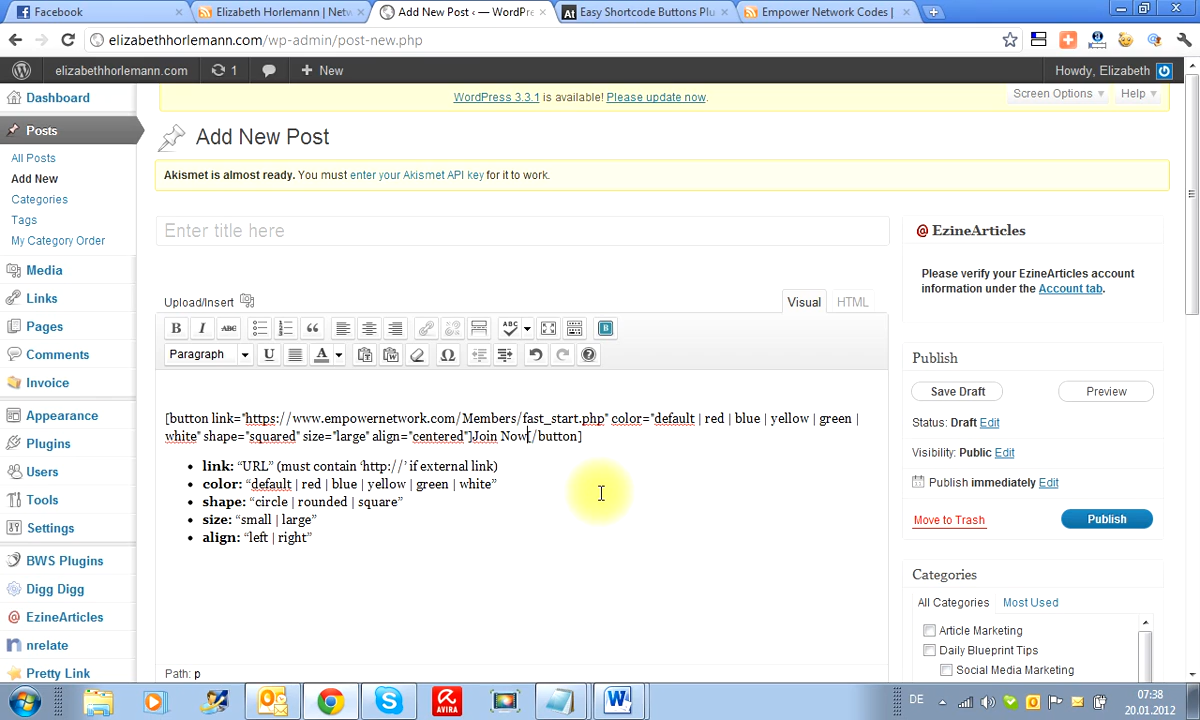 Facebook
Elizabeth Horlemann | Netw
Add New Post ‹ — WordPre
Easy Shortcode Buttons Plu
Empower Network Codes |
elizabethhorlemann.com/wp-admin/post-new.php
elizabethhorlemann.com
1
+ New
Howdy, Elizabeth
Dashboard
WordPress 3.3.1 is available! Please update now.
Screen Options
Help
Posts
Add New Post
All Posts
Add New
Categories
Tags
My Category Order
Akismet is almost ready. You must enter your Akismet API key for it to work.
Enter title here
@ EzineArticles
Please verify your EzineArticles account
information under the Account tab.
Media
Links
Pages
Comments
Invoice
Appearance
Plugins
Users
Tools
Settings
BWS Plugins
Digg Digg
EzineArticles
nrelate
Pretty Link
Upload/Insert
Visual
HTML
B I ABC
ABC
B
Paragraph
U A
Ω
[button link="https://www.empowernetwork.com/Members/fast_start.php" color="default | red | blue | yellow | green |
white" shape="squared" size="large" align="centered"]Join Now[/button]
• link: “URL” (must contain ‘http://’ if external link)
• color: “default | red | blue | yellow | green | white”
• shape: “circle | rounded | square”
• size: “small | large”
• align: “left | right”
Path: p
Publish
Save Draft
Preview
Status: Draft Edit
Visibility: Public Edit
Publish immediately Edit
Move to Trash
Publish
Categories
All Categories
Most Used
Article Marketing
Daily Blueprint Tips
Social Media Marketing
AVIRA
DE
07:38
20.01.2012